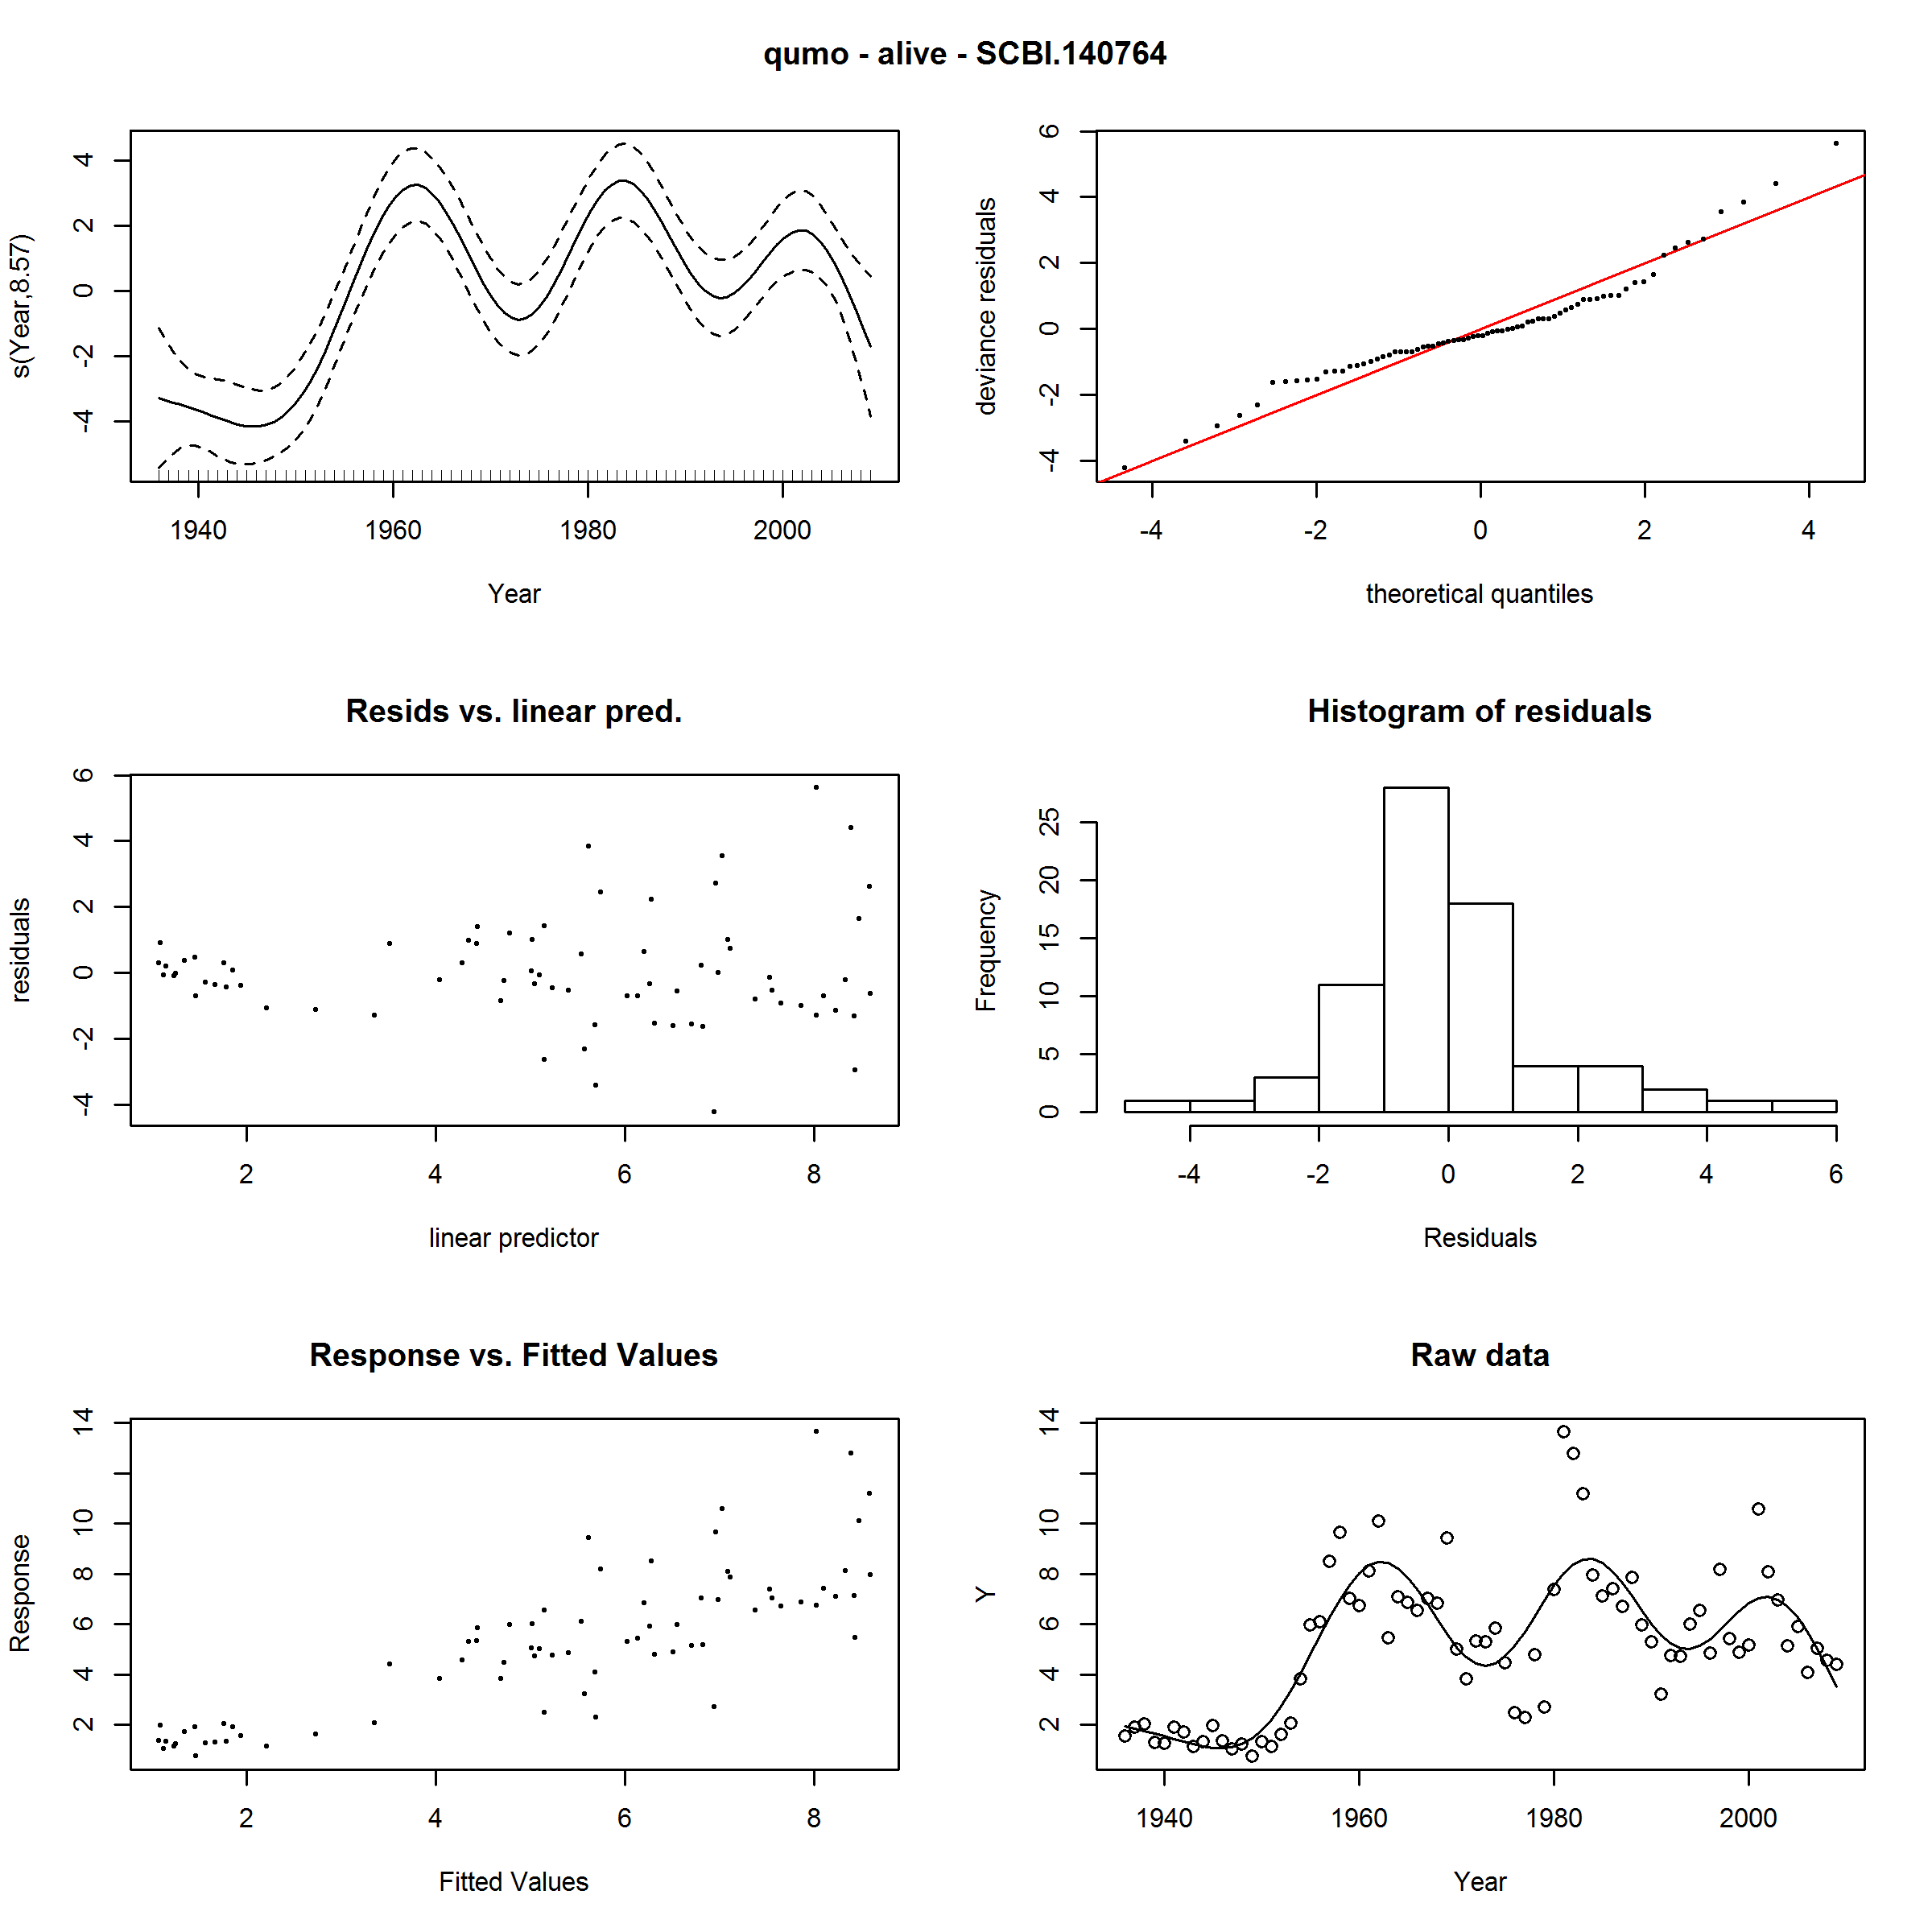 qumo - alive - SCBI.140764
s(Year,8.57)
4
2
0
-2
-4
1940 1960 1980 2000
Year
deviance residuals
6
4
2
0
-2
-4
-4 -2 0 2 4
theoretical quantiles
Resids vs. linear pred.
residuals
6
4
2
0
-2
-4
2 4 6 8
linear predictor
Histogram of residuals
Frequency
25
20
15
10
5
0
-4 -2 0 2 4 6
Residuals
Response vs. Fitted Values
Response
14
10
8
6
4
2
2 4 6 8
Fitted Values
Raw data
Y
14
10
8
6
4
2
1940 1960 1980 2000
Year